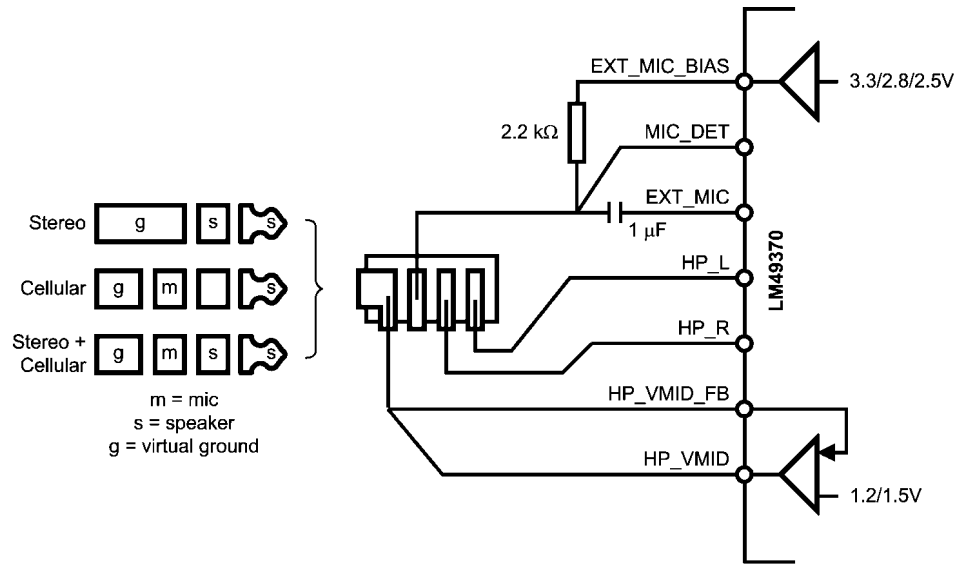 EXT_MIC_BIAS
3.3/2.8/2.5V
2.2 kΩ
MIC_DET
EXT_MIC
1 μF
LM49370
Stereo
g
s
s
HP_L
Cellular
g
m
s
HP_R
Stereo +
Cellular
g
m
s
s
m = mic
s = speaker
g = virtual ground
HP_VMID_FB
HP_VMID
1.2/1.5V